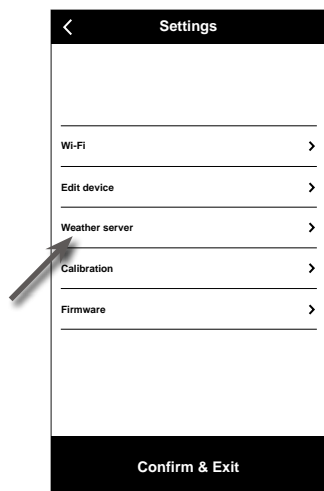 Settings
Wi-Fi
Edit device
Weather server
Calibration
Firmware
Confirm & Exit